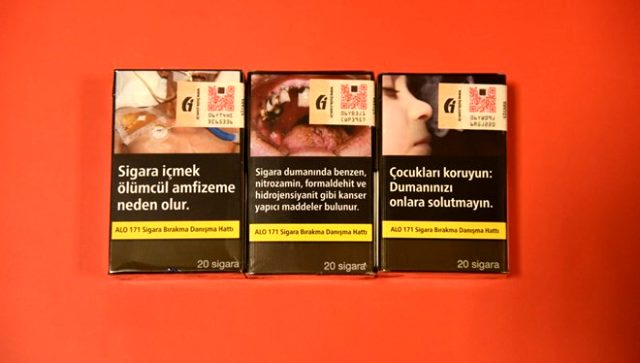 Sigara içmek
ölümcül amfizeme
neden olur.
ALO 171 Sigara Bırakma Danışma Hattı
20 sigara
Sigara dumanında benzen,
nitrozamin, formaldehit ve
hidrojensiyanit gibi kanser
yapıcı maddeler bulunur.
ALO 171 Sigara Bırakma Danışma Hattı
20 sigara
Çocukları koruyun:
Dumanınızı
onlara solutmayın.
ALO 171 Sigara Bırakma Danışma Hattı
20 sigara